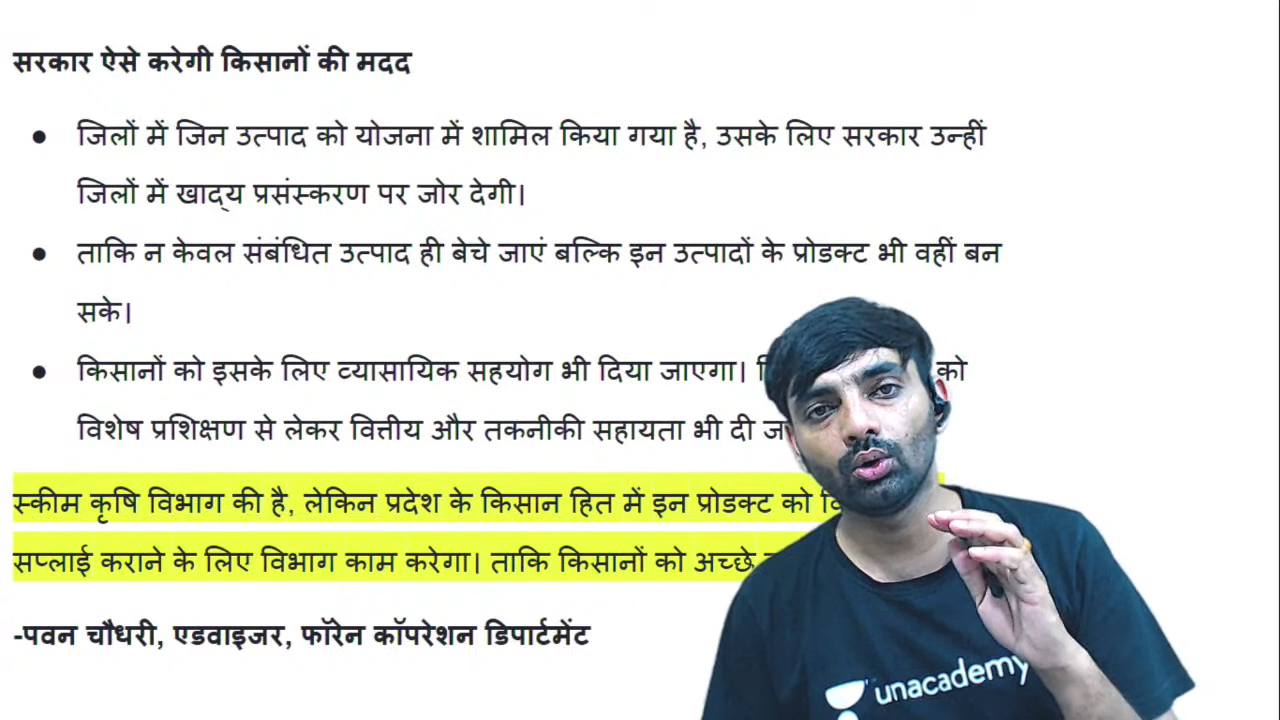 सरकार ऐसे करेगी किसानों की मदद
● जिलों में जिन उत्पाद को योजना में शामिल किया गया है, उसके लिए सरकार उन्हीं
जिलों में खाद्य प्रसंस्करण पर जोर देगी।
● ताकि न केवल संबंधित उत्पाद ही बेचे जाएं बल्कि इन उत्पादों के प्रोडक्ट भी वहीं बन
सके।
● किसानों को इसके लिए व्यासायिक सहयोग भी दिया जाएगा। को
विशेष प्रशिक्षण से लेकर वित्तीय और तकनीकी सहायता भी दी
स्कीम कृषि विभाग की है, लेकिन प्रदेश के किसान हित में इन प्रोडक्ट को
सप्लाई कराने के लिए विभाग काम करेगा। ताकि किसानों को अच्छे
-पवन चौधरी, एडवाइजर, फॉरेन कॉपरेशन डिपार्टमेंट
unacademy